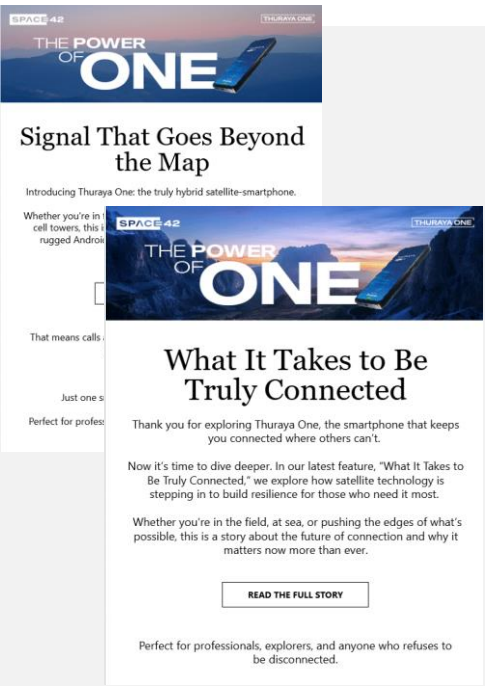 SPACE42
THURAYA ONE
THE POWER
OF ONE
Signal That Goes Beyond
the Map
Introducing Thuraya One: the truly hybrid satellite-smartphone.
Whether you're in
cell towers, this
rugged
That means calls
Just one
Perfect for
SPACE42
THURAYA ONE
THE POWER
OF ONE
What It Takes to Be
Truly Connected
Thank you for exploring Thuraya One, the smartphone that keeps
you connected where others can't.
Now it's time to dive deeper. In our latest feature, "What It Takes to
Be Truly Connected," we explore how satellite technology is
stepping in to build resilience for those who need it most.
Whether you're in the field, at sea, or pushing the edges of what's
possible, this is a story about the future of connection and why it
matters now more than ever.
READ THE FULL STORY
Perfect for professionals, explorers, and anyone who refuses to
be disconnected.